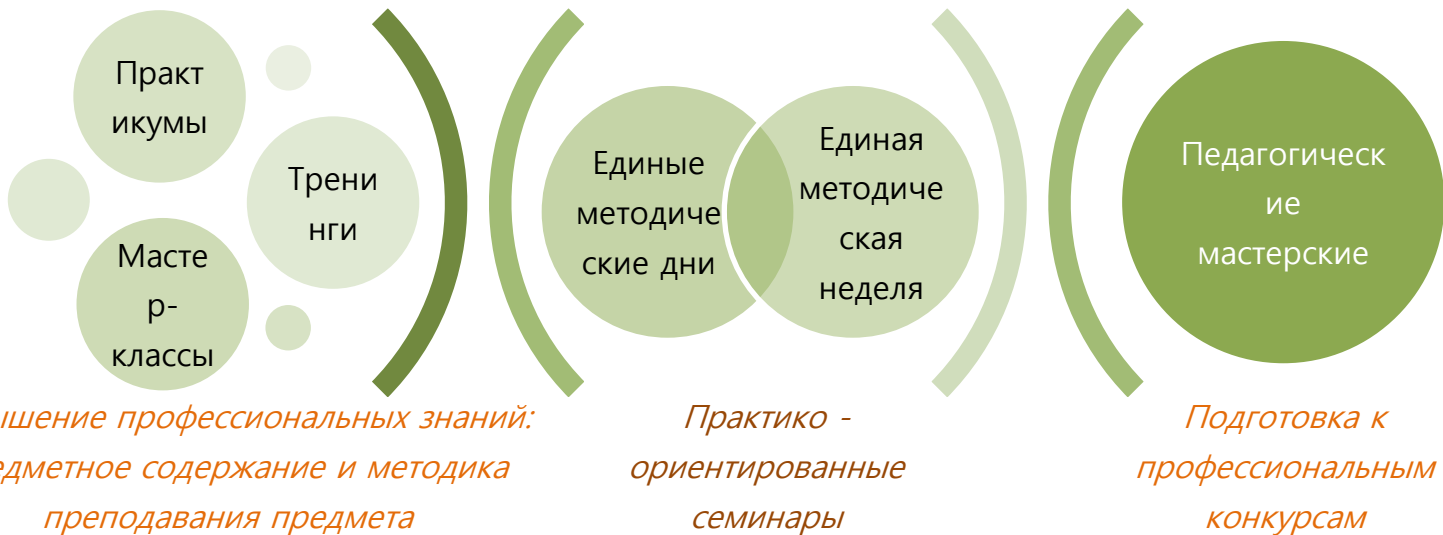 Практ
икумы
Трени
нги
Масте
р-
классы
Единые
методиче
ские дни
Единая
методиче
ская
неделя
Педагогическ
ие
мастерские
шение профессиональных знаний:
едметное содержание и методика
преподавания предмета
Практико -
ориентированные
семинары
Подготовка к
профессиональным
конкурсам